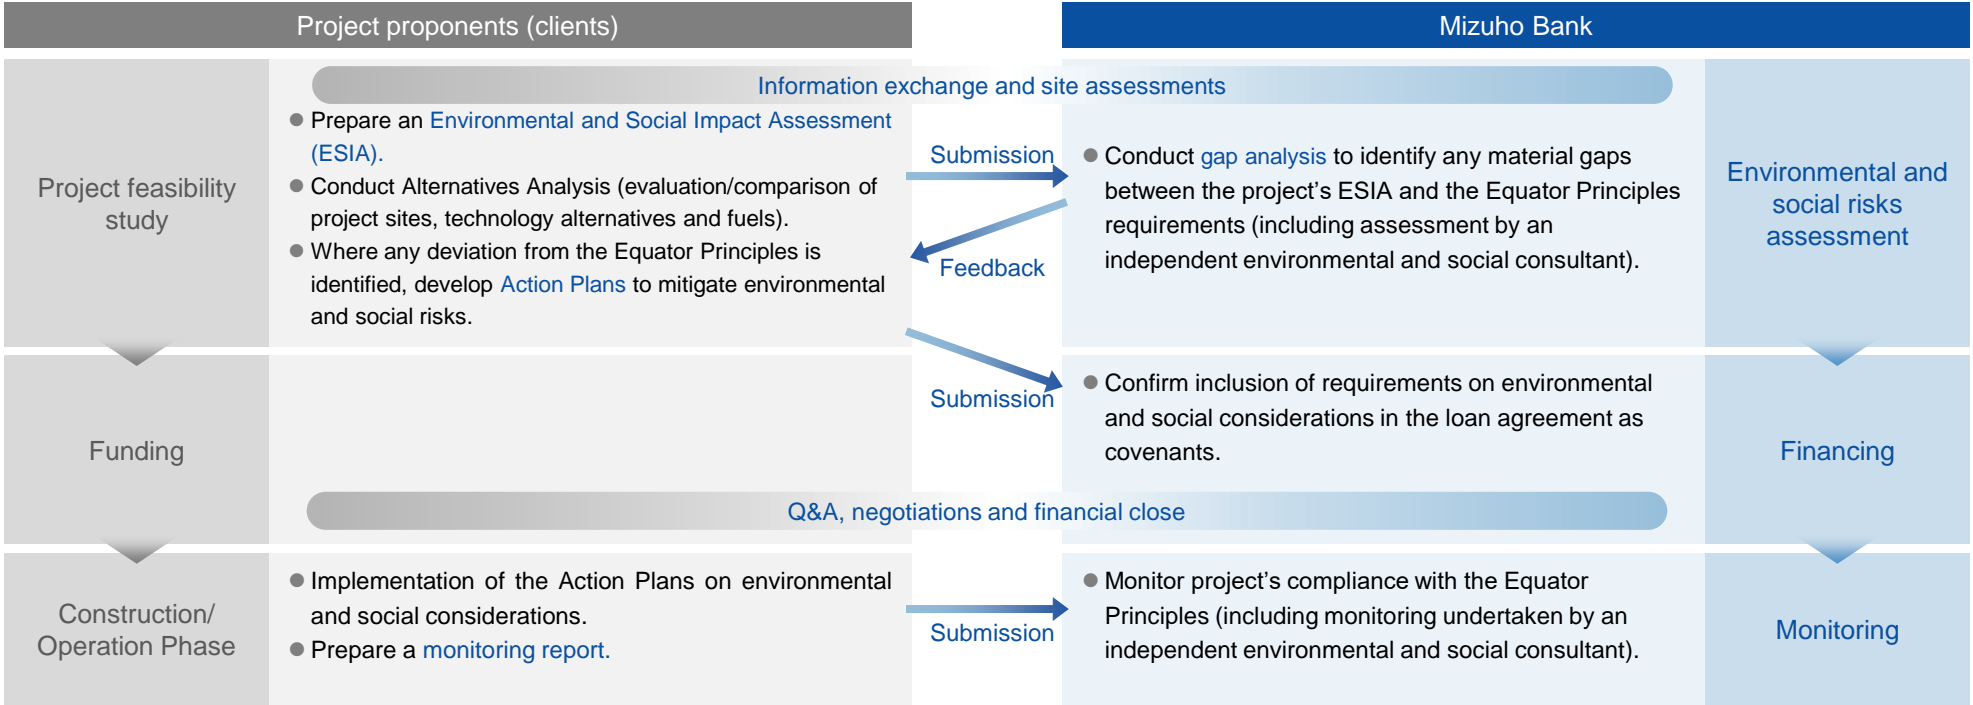 Project proponents (clients)
Mizuho Bank
Information exchange and site assessments
Project feasibility
study
● Prepare an Environmental and Social Impact Assessment
(ESIA).
● Conduct Alternatives Analysis (evaluation/comparison of
project sites, technology alternatives and fuels).
● Where any deviation from the Equator Principles is
identified, develop Action Plans to mitigate environmental
and social risks.
Submission
Feedback
● Conduct gap analysis to identify any material gaps
between the project's ESIA and the Equator Principles
requirements (including assessment by an
independent environmental and social consultant).
Environmental and
social risks
assessment
Funding
Submission
● Confirm inclusion of requirements on environmental
and social considerations in the loan agreement as
covenants.
Financing
Q&A, negotiations and financial close
Construction/
Operation Phase
● Implementation of the Action Plans on environmental
and social considerations.
● Prepare a monitoring report.
Submission
● Monitor project's compliance with the Equator
Principles (including monitoring undertaken by an
independent environmental and social consultant).
Monitoring